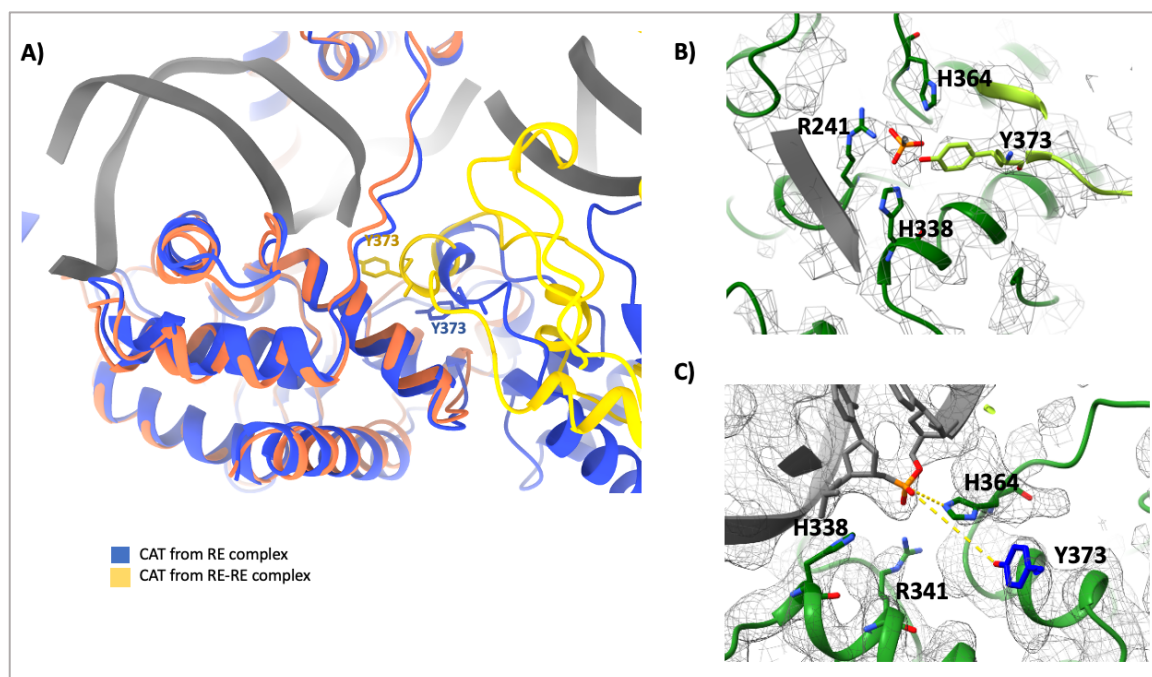 A)
Y373
Y373
CAT from RE complex
CAT from RE-RE complex
B)
H364
R241
Y373
H338
C)
H364
H338
Y373
R341